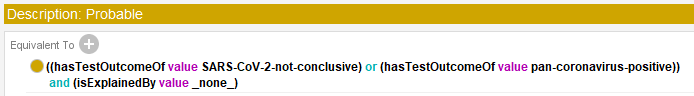 Description: Probable
Equivalent To
((hasTestOutcomeOf value SARS-CoV-2-not-conclusive) or (hasTestOutcomeOf value pan-coronavirus-positive))
and (isExplainedBy value _none_)